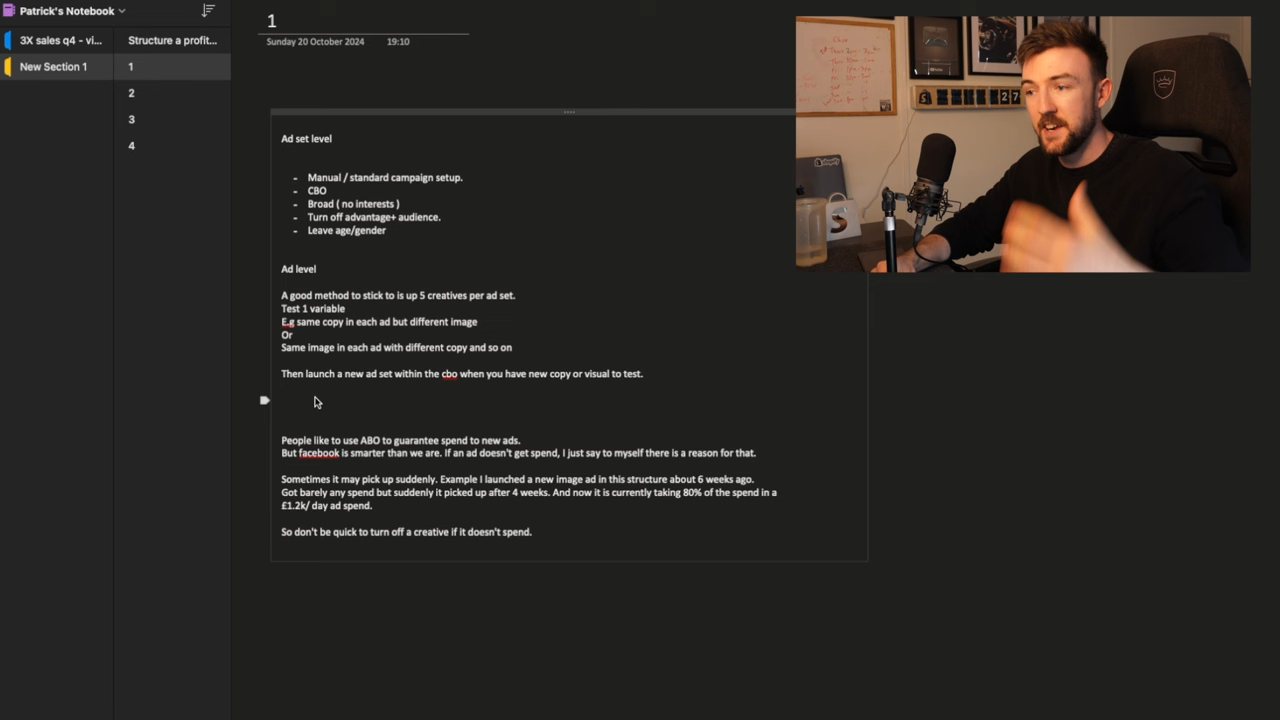 Patrick's Notebook
3X sales q4 - vi...
Structure a profit...
New Section 1
1
2
3
4
1
Sunday 20 October 2024 19:10
Ad set level
- Manual / standard campaign setup.
- CBO
- Broad ( no interests )
- Turn off advantage+ audience.
- Leave age/gender
Ad level
A good method to stick to is up 5 creatives per ad set.
Test 1 variable
E.g same copy in each ad but different image
Or
Same image in each ad with different copy and so on
Then launch a new ad set within the cbo when you have new copy or visual to test.
People like to use ABO to guarantee spend to new ads.
But facebook is smarter than we are. If an ad doesn't get spend, I just say to myself there is a reason for that.
Sometimes it may pick up suddenly. Example I launched a new image ad in this structure about 6 weeks ago.
Got barely any spend but suddenly it picked up after 4 weeks. And now it is currently taking 80% of the spend in a
£1.2k/ day ad spend.
So don't be quick to turn off a creative if it doesn't spend.
shopify